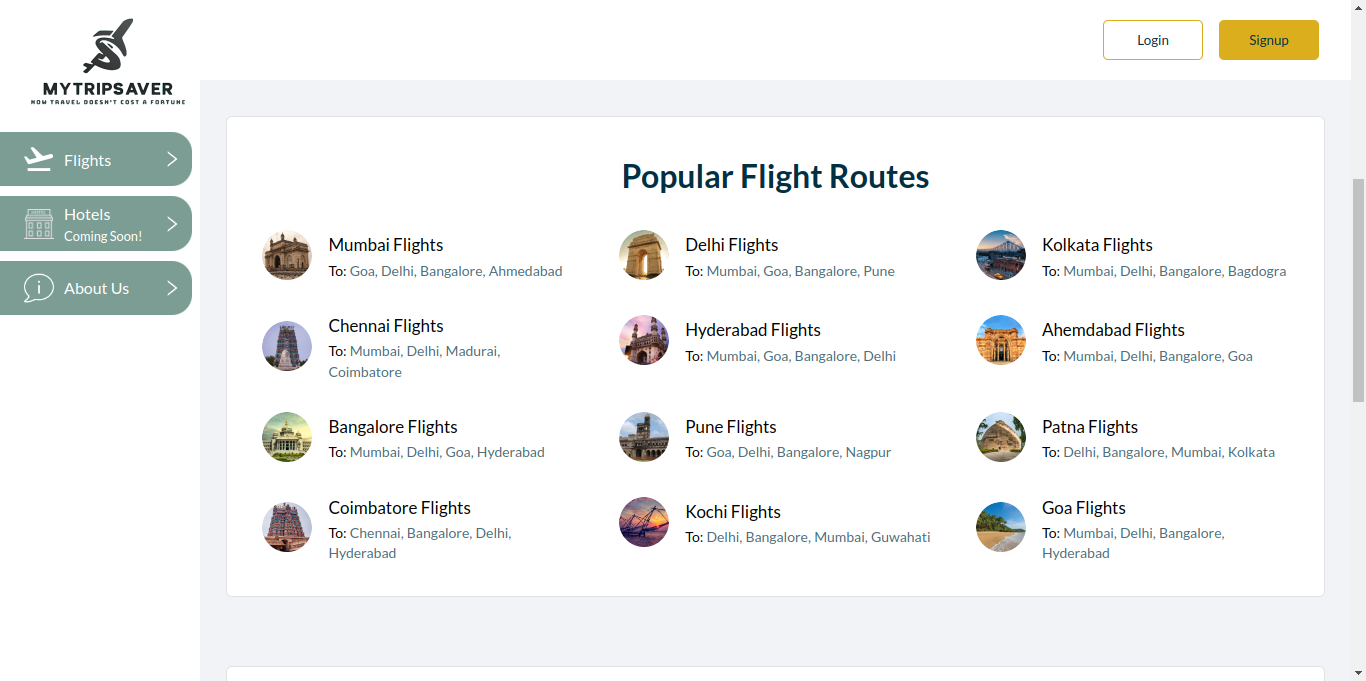 Login
Signup
MYTRIPSAVER
NOW TRAVEL DOESN'T COST A FORTUNE
Flights
Hotels
Coming Soon!
About Us
Popular Flight Routes
Mumbai Flights
To: Goa, Delhi, Bangalore, Ahmedabad
Delhi Flights
To: Mumbai, Goa, Bangalore, Pune
Kolkata Flights
To: Mumbai, Delhi, Bangalore, Bagdogra
Chennai Flights
To: Mumbai, Delhi, Madurai,
Coimbatore
Hyderabad Flights
To: Mumbai, Goa, Bangalore, Delhi
Ahemdabad Flights
To: Mumbai, Delhi, Bangalore, Goa
Bangalore Flights
To: Mumbai, Delhi, Goa, Hyderabad
Pune Flights
To: Goa, Delhi, Bangalore, Nagpur
Patna Flights
To: Delhi, Bangalore, Mumbai, Kolkata
Coimbatore Flights
To: Chennai, Bangalore, Delhi,
Hyderabad
Kochi Flights
To: Delhi, Bangalore, Mumbai, Guwahati
Goa Flights
To: Mumbai, Delhi, Bangalore,
Hyderabad